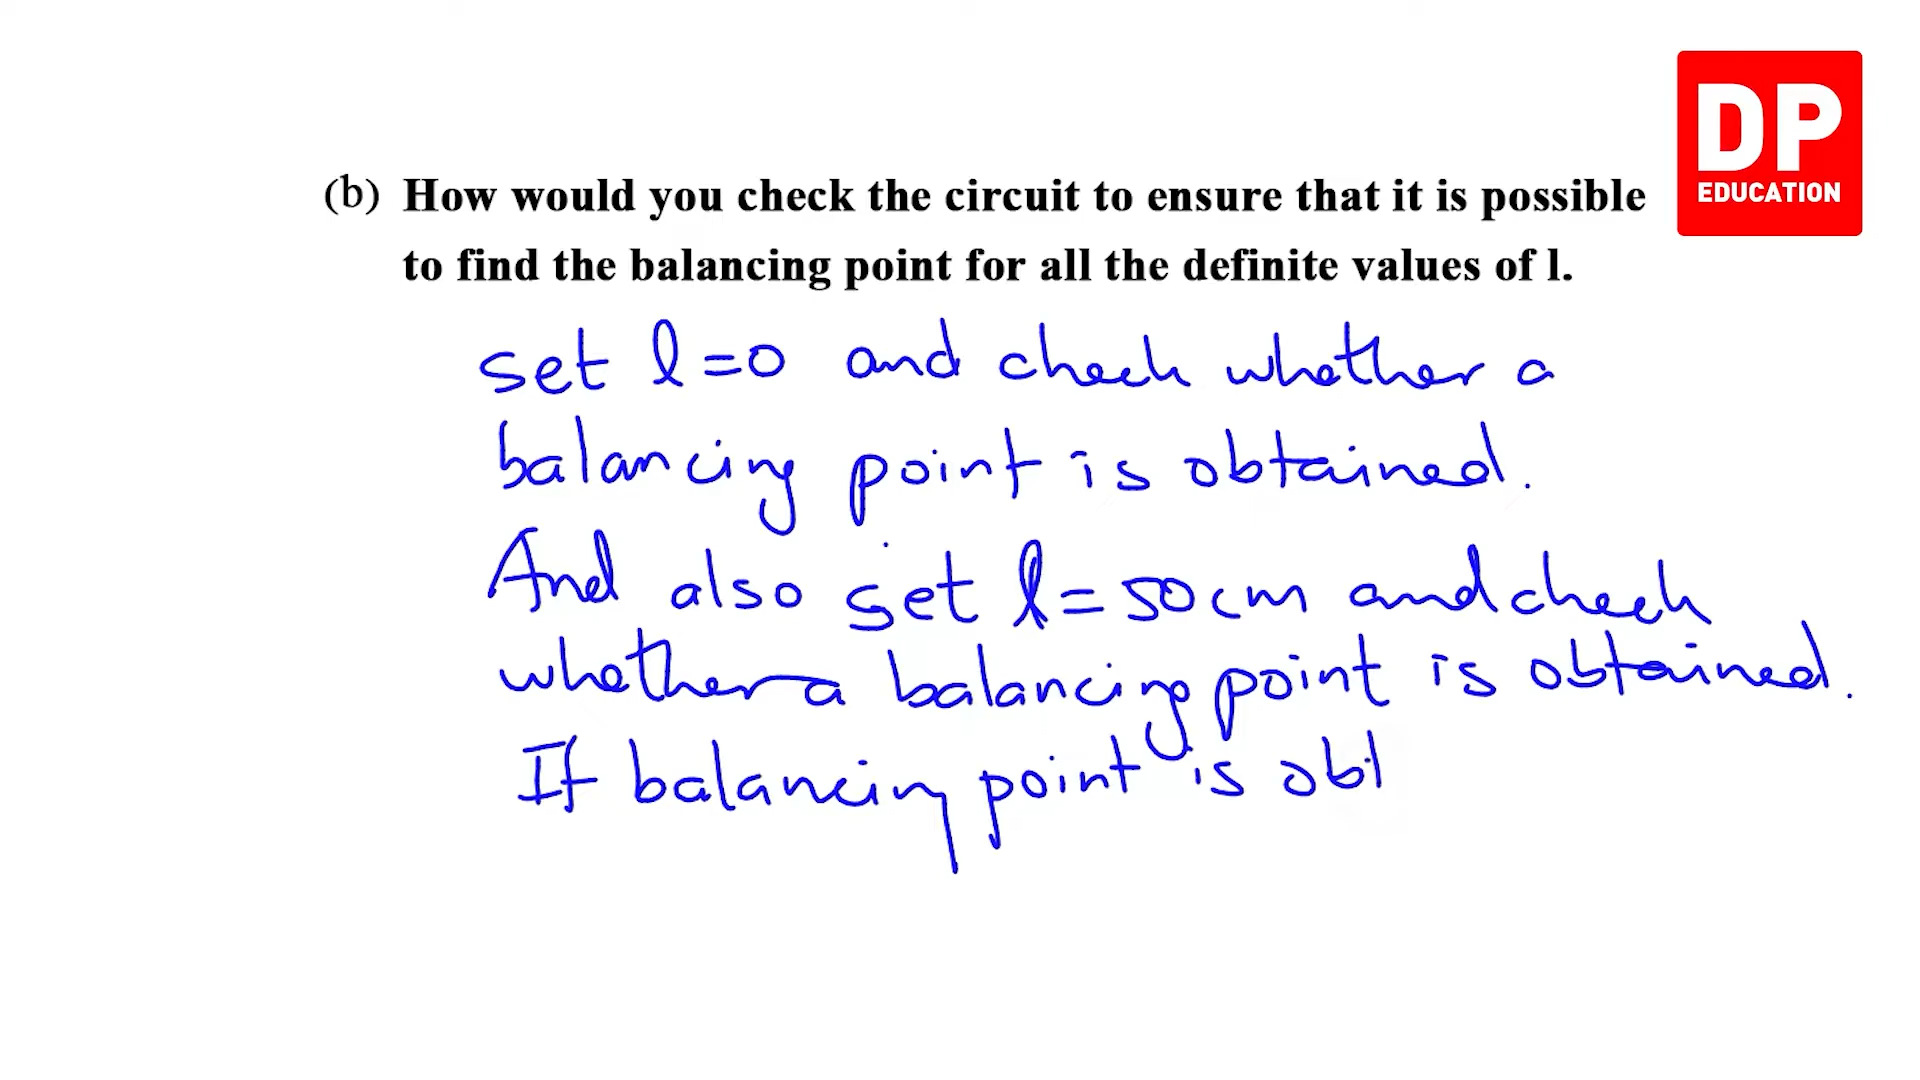 DP
EDUCATION
(b) How would you check the circuit to ensure that it is possible
to find the balancing point for all the definite values of l.
set l=0 and check whether a
balancing point is obtained.
And also set l=50cm and check
whether a balancing point is obtained.
If balancing point is obt